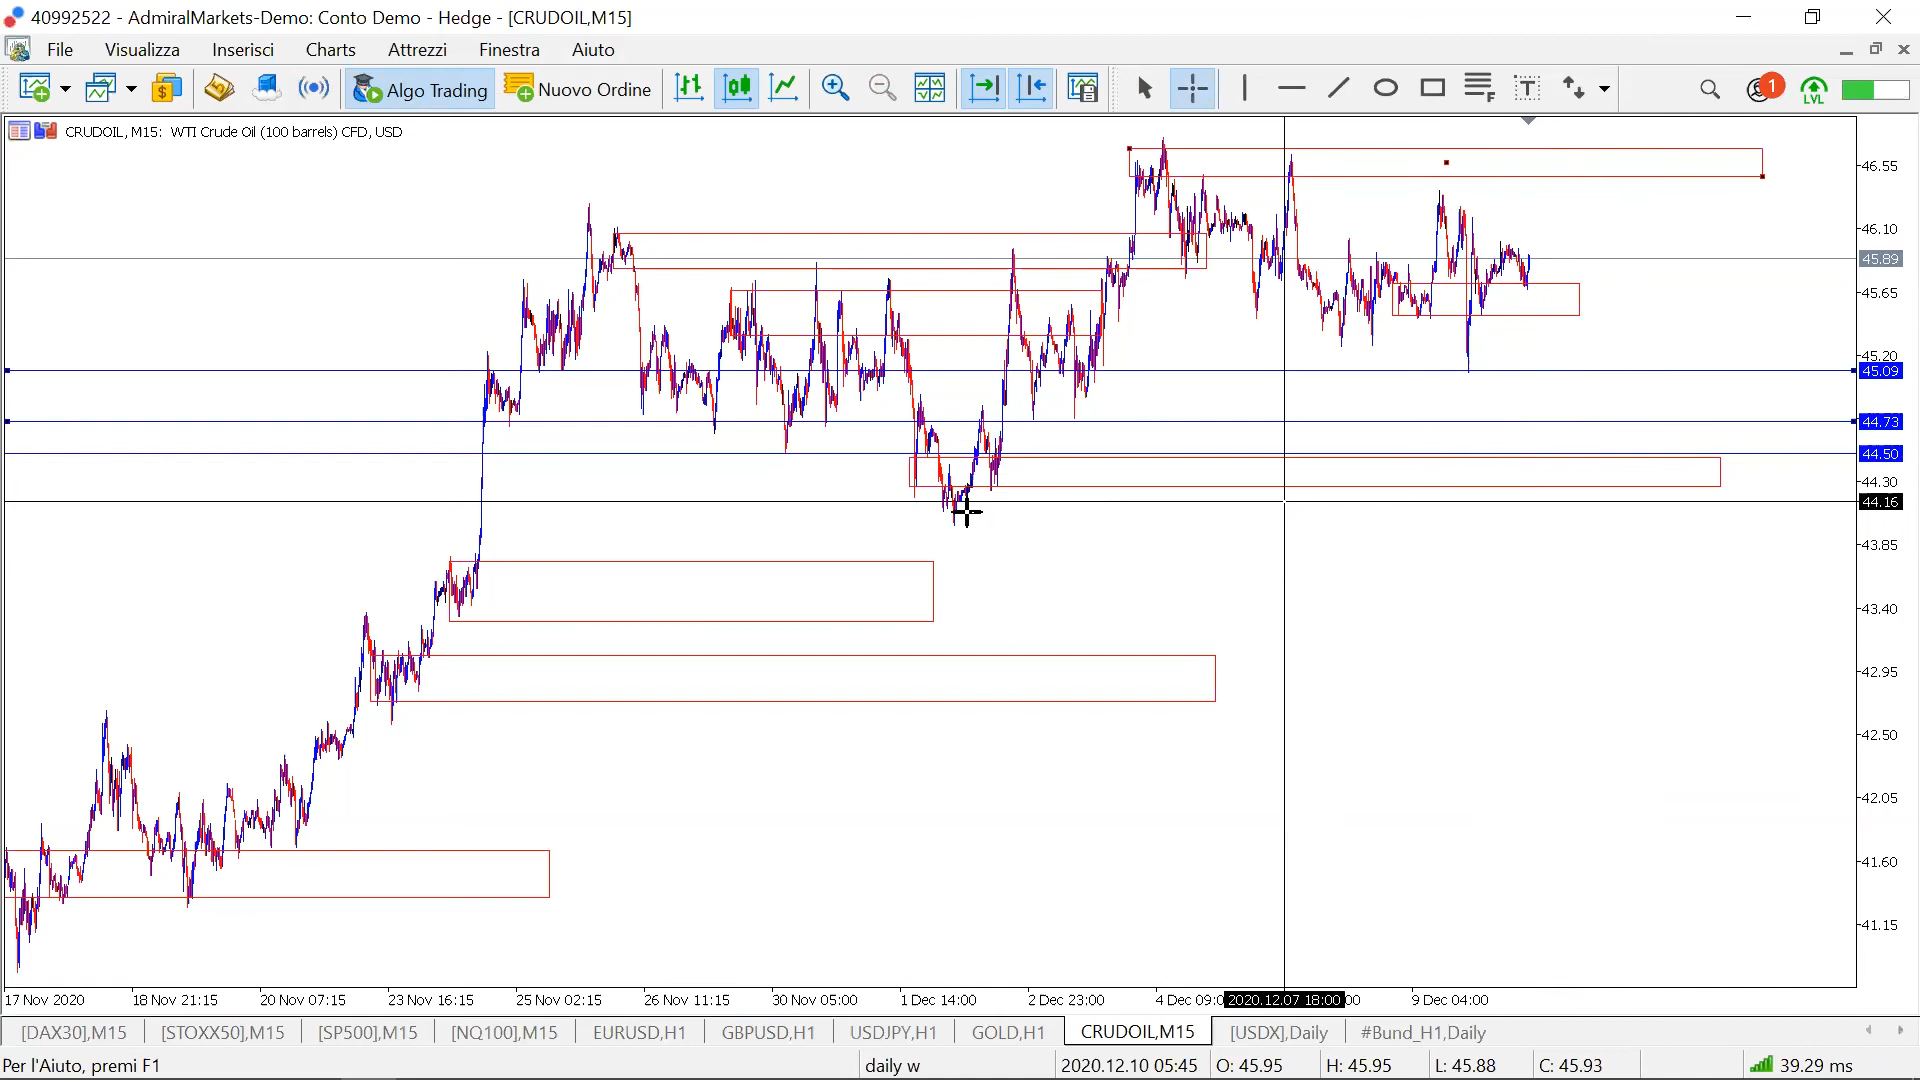 40992522 - AdmiralMarkets-Demo: Conto Demo - Hedge - [CRUDOIL,M15]
File Visualizza Inserisci Charts Attrezzi Finestra Aiuto
Algo Trading Nuovo Ordine 1 LVL
CRUDOIL, M15: WTI Crude Oil (100 barrels) CFD, USD
46.55
46.10
45.89
45.65
45.20
45.09
44.73
44.50
44.30
44.16
43.85
43.40
42.95
42.50
42.05
41.60
41.15
17 Nov 2020 18 Nov 21:15 20 Nov 07:15 23 Nov 16:15 25 Nov 02:15 26 Nov 11:15 30 Nov 05:00 1 Dec 14:00 2 Dec 23:00 4 Dec 09:0 2020.12.07 18:00 00 9 Dec 04:00
[DAX30],M15 [STOXX50],M15 [SP500],M15 [NQ100],M15 EURUSD,H1 GBPUSD,H1 USDJPY,H1 GOLD,H1 CRUDOIL,M15 [USDX],Daily #Bund_H1,Daily
Per l'Aiuto, premi F1 daily w 2020.12.10 05:45 O: 45.95 H: 45.95 L: 45.88 C: 45.93 39.29 ms